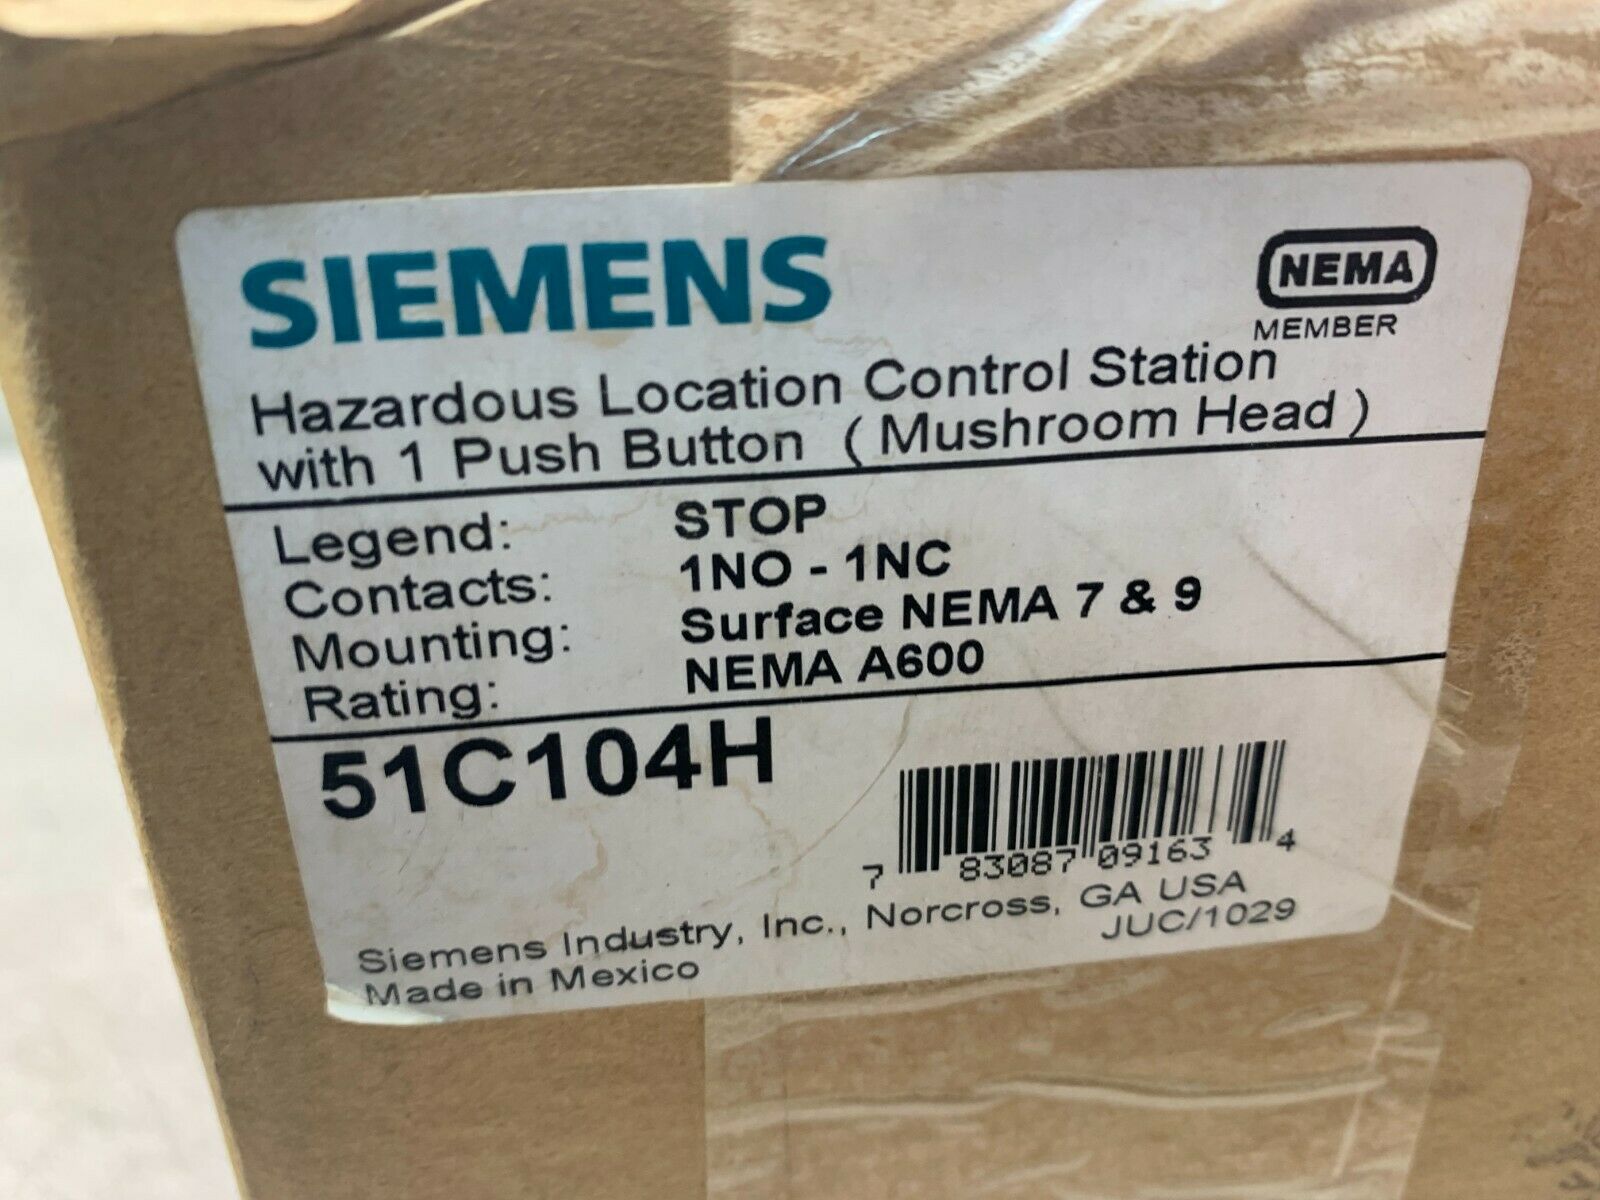 SIEMENS
NEMA
MEMBER
Hazardous Location Control Station
with 1 Push Button ( Mushroom Head )
Legend: STOP
Contacts: 1NO - 1NC
Mounting: Surface NEMA 7 & 9
Rating: NEMA A600
51C104H
7 83087 09163 4
Siemens Industry, Inc., Norcross, GA USA
Made in Mexico JUC/1029